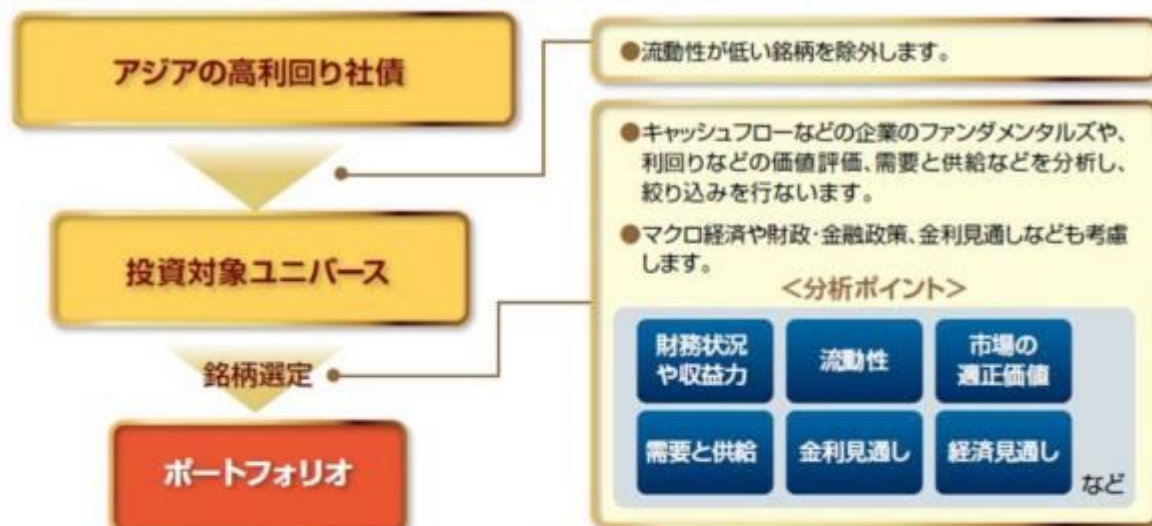 アジアの高利回り社債
●流動性が低い銘柄を除外します。
●キャッシュフローなどの企業のファンダメンタルズや、
利回りなどの価値評価、需要と供給などを分析し、
絞り込みを行ないます。
●マクロ経済や財政・金融政策、金利見通しなども考慮
します。
投資対象ユニバース
銘柄選定
ポートフォリオ
＜分析ポイント＞
財務状況
や収益力
流動性
市場の
適正価値
需要と供給
金利見通し
経済見通し
など